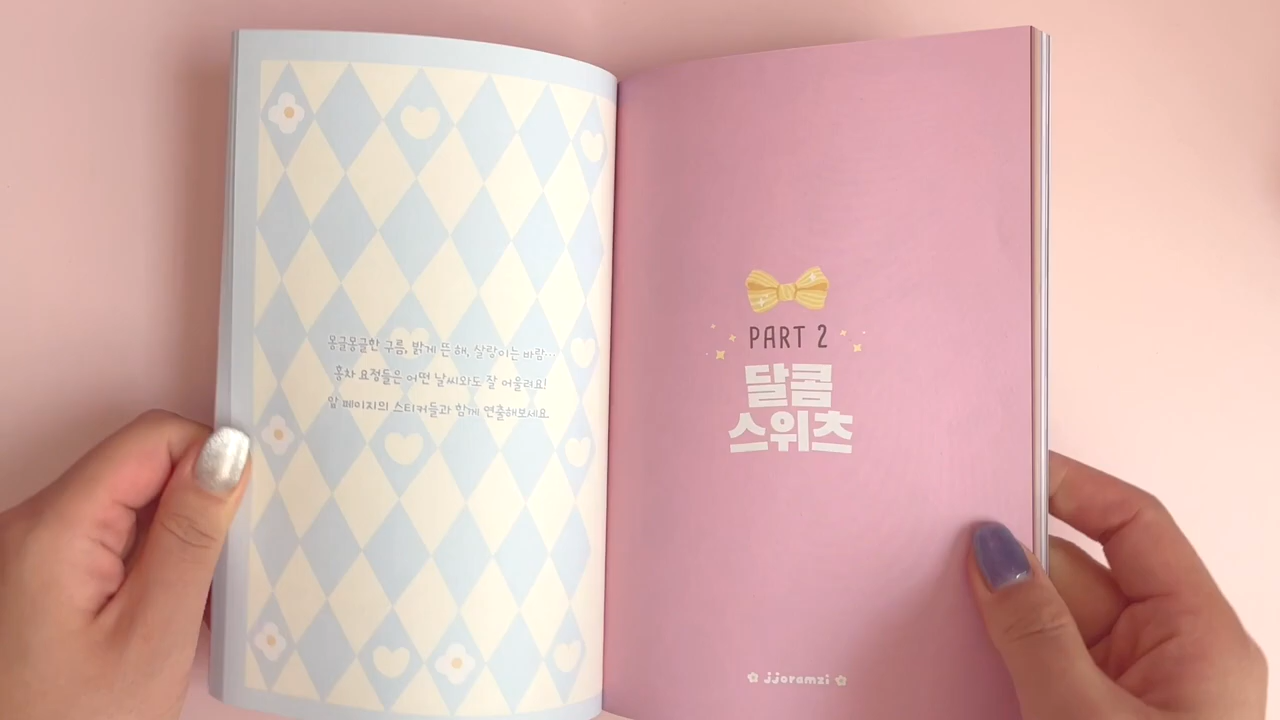 몽글몽글한 구름, 밝게 뜬 해, 살랑이는 바람…
홍차 요정들은 어떤 날씨와도 잘 어울려요!
앞 페이지의 스티커들과 함께 연출해보세요.
PART 2
달콤
스위츠
jjoramzi